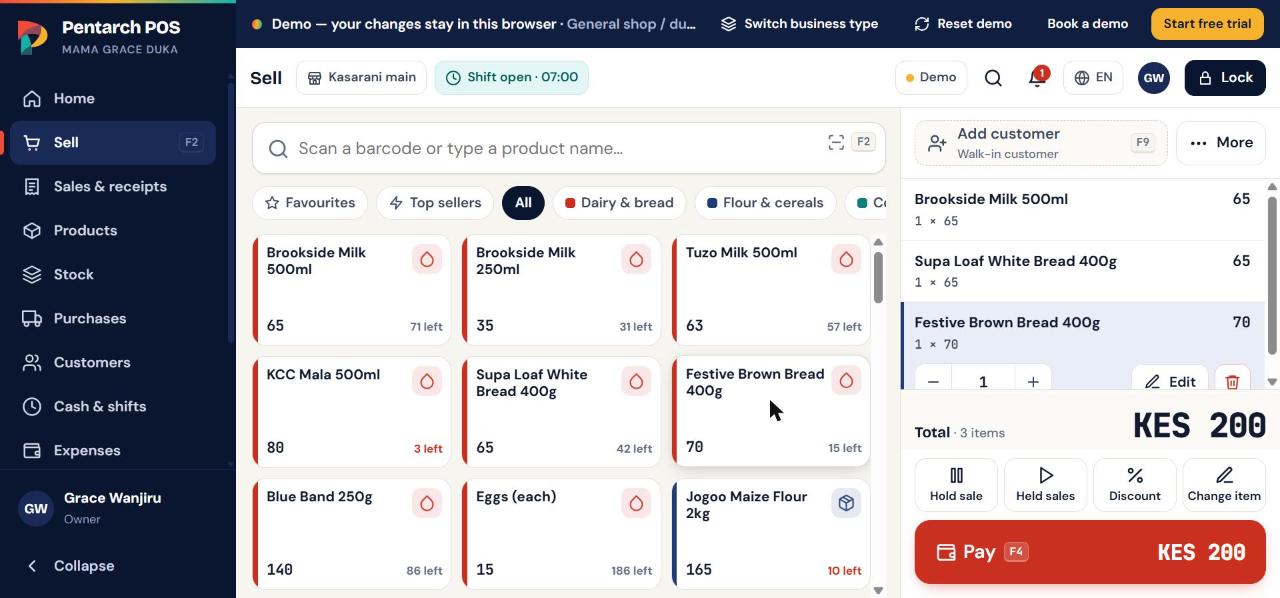 Pentarch POS
MAMA GRACE DUKA
Home
Sell F2
Sales & receipts
Products
Stock
Purchases
Customers
Cash & shifts
Expenses
GW Grace Wanjiru
Owner
Collapse
Demo — your changes stay in this browser · General shop / du...
Switch business type
Reset demo
Book a demo
Start free trial
Sell
Kasarani main
Shift open · 07:00
Demo
1
EN
GW
Lock
Scan a barcode or type a product name... F2
Favourites
Top sellers
All
Dairy & bread
Flour & cereals
Brookside Milk
500ml
65 71 left
Brookside Milk
250ml
35 31 left
Tuzo Milk 500ml
63 57 left
KCC Mala 500ml
80 3 left
Supa Loaf White
Bread 400g
65 42 left
Festive Brown Bread
400g
70 15 left
Blue Band 250g
140 86 left
Eggs (each)
15 186 left
Jogoo Maize Flour
2kg
165 10 left
Add customer
Walk-in customer
F9
More
Brookside Milk 500ml 65
1 × 65
Supa Loaf White Bread 400g 65
1 × 65
Festive Brown Bread 400g 70
1 × 70
− 1 + Edit
Total · 3 items KES 200
Hold sale
Held sales
Discount
Change item
Pay F4 KES 200